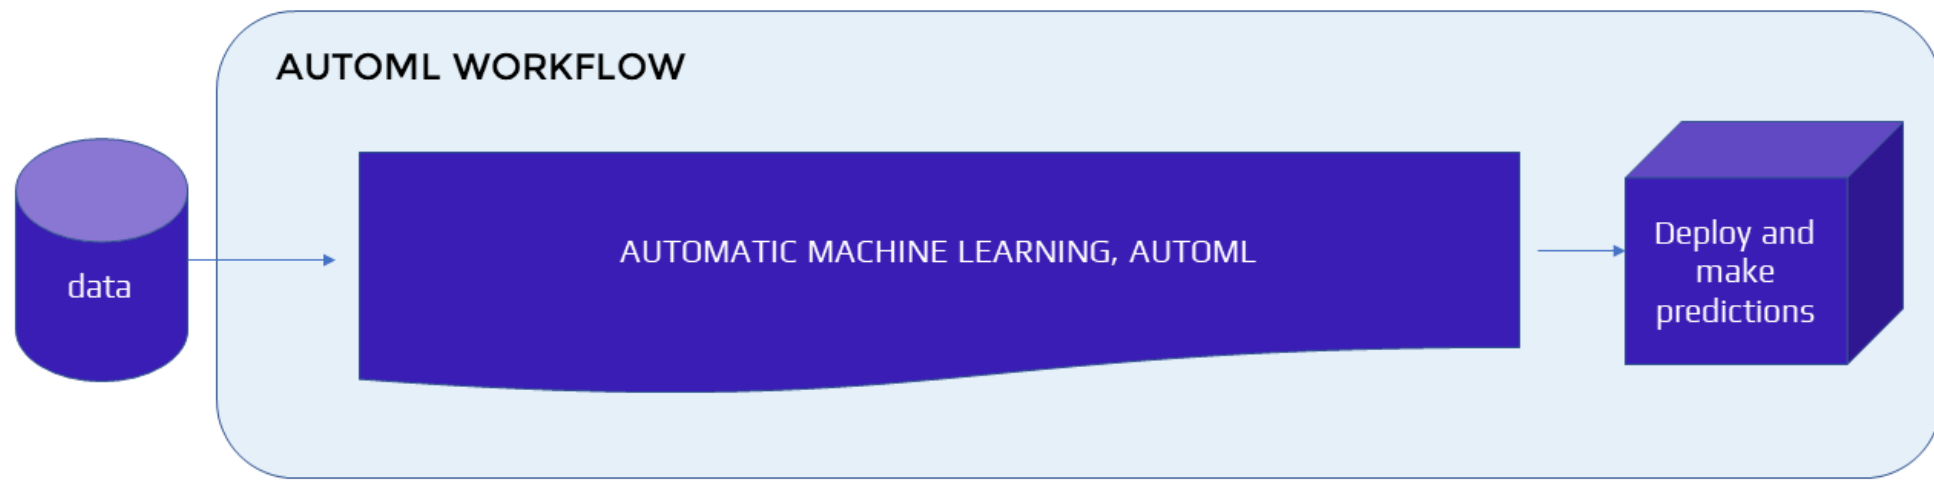 AUTOML WORKFLOW
data
AUTOMATIC MACHINE LEARNING, AUTOML
Deploy and
make
predictions